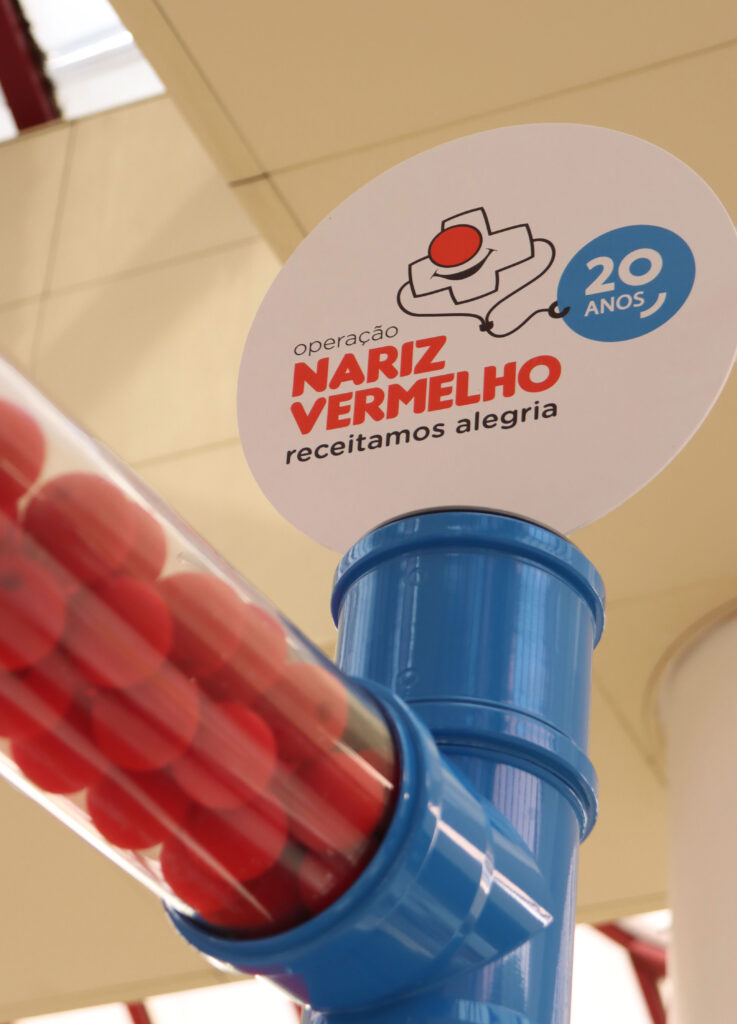 operação
NARIZ
VERMELHO
receitamos alegria
20
ANOS